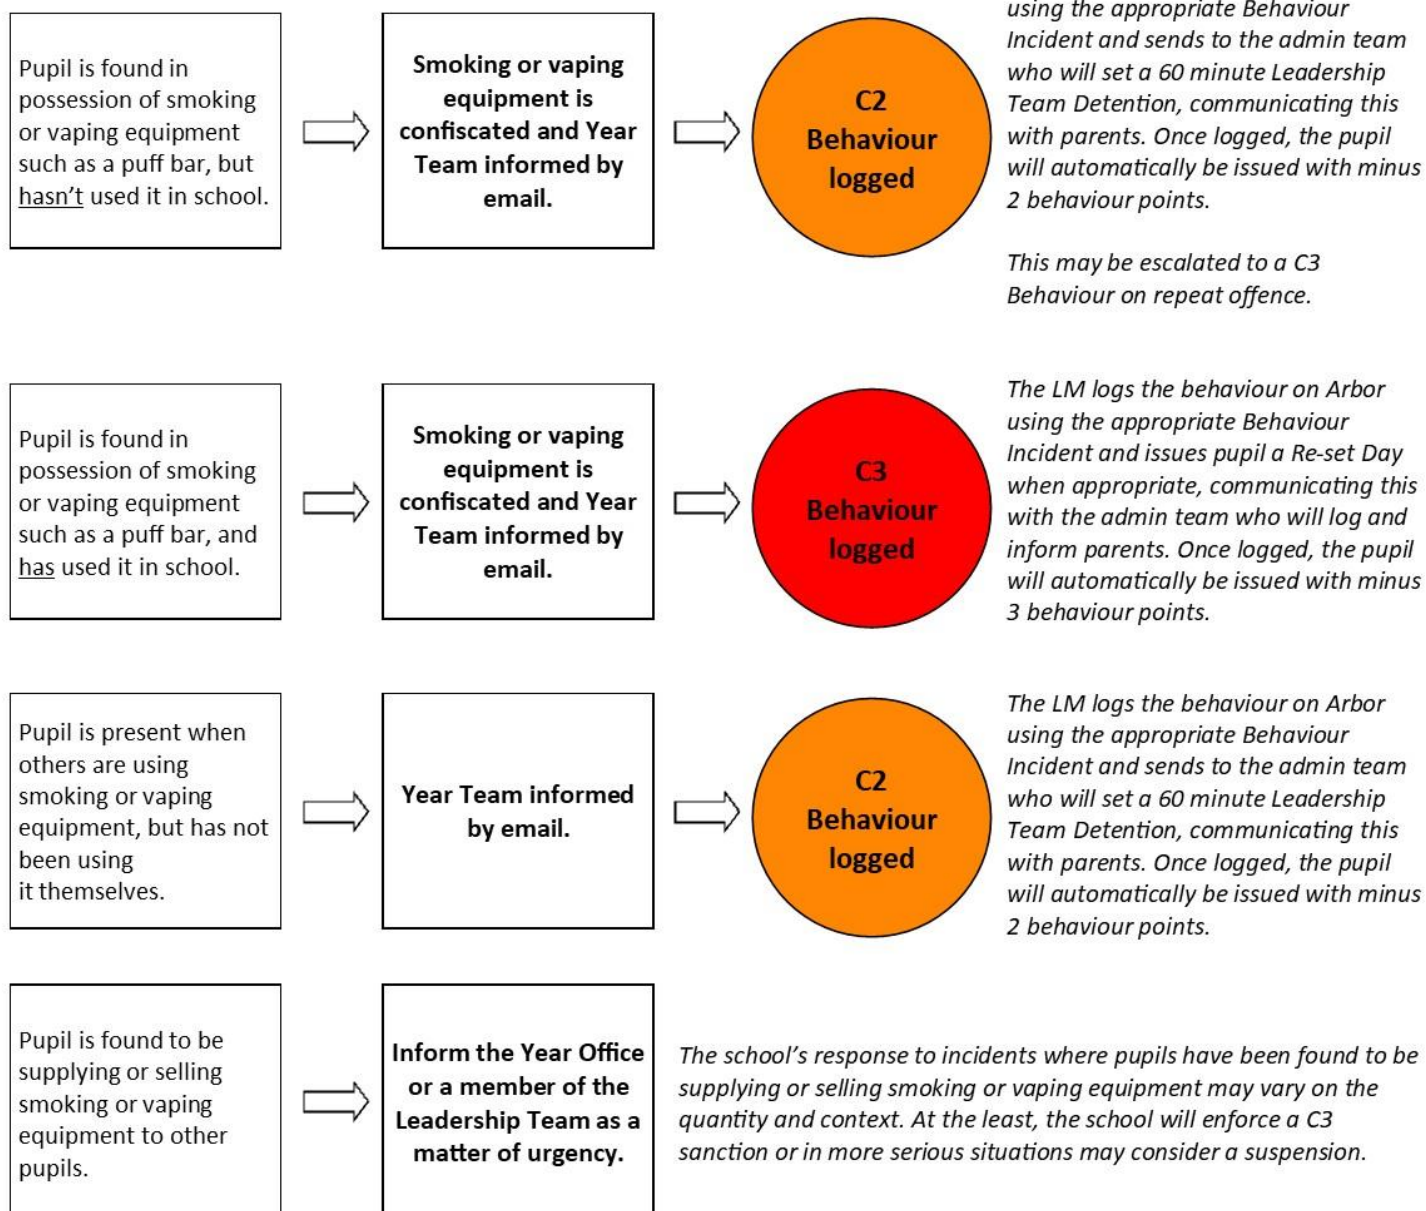 Pupil is found in
possession of smoking
or vaping equipment
such as a puff bar, but
hasn't used it in school.
Smoking or vaping
equipment is
confiscated and Year
Team informed by
email.
C2
Behaviour
logged
using the appropriate Behaviour
Incident and sends to the admin team
who will set a 60 minute Leadership
Team Detention, communicating this
with parents. Once logged, the pupil
will automatically be issued with minus
2 behaviour points.
This may be escalated to a C3
Behaviour on repeat offence.
Pupil is found in
possession of smoking
or vaping equipment
such as a puff bar, and
has used it in school.
Smoking or vaping
equipment is
confiscated and Year
Team informed by
email.
C3
Behaviour
logged
The LM logs the behaviour on Arbor
using the appropriate Behaviour
Incident and issues pupil a Re-set Day
when appropriate, communicating this
with the admin team who will log and
inform parents. Once logged, the pupil
will automatically be issued with minus
3 behaviour points.
Pupil is present when
others are using
smoking or vaping
equipment, but has not
been using
it themselves.
Year Team informed
by email.
C2
Behaviour
logged
The LM logs the behaviour on Arbor
using the appropriate Behaviour
Incident and sends to the admin team
who will set a 60 minute Leadership
Team Detention, communicating this
with parents. Once logged, the pupil
will automatically be issued with minus
2 behaviour points.
Pupil is found to be
supplying or selling
smoking or vaping
equipment to other
pupils.
Inform the Year Office
or a member of the
Leadership Team as a
matter of urgency.
The school's response to incidents where pupils have been found to be
supplying or selling smoking or vaping equipment may vary on the
quantity and context. At the least, the school will enforce a C3
sanction or in more serious situations may consider a suspension.